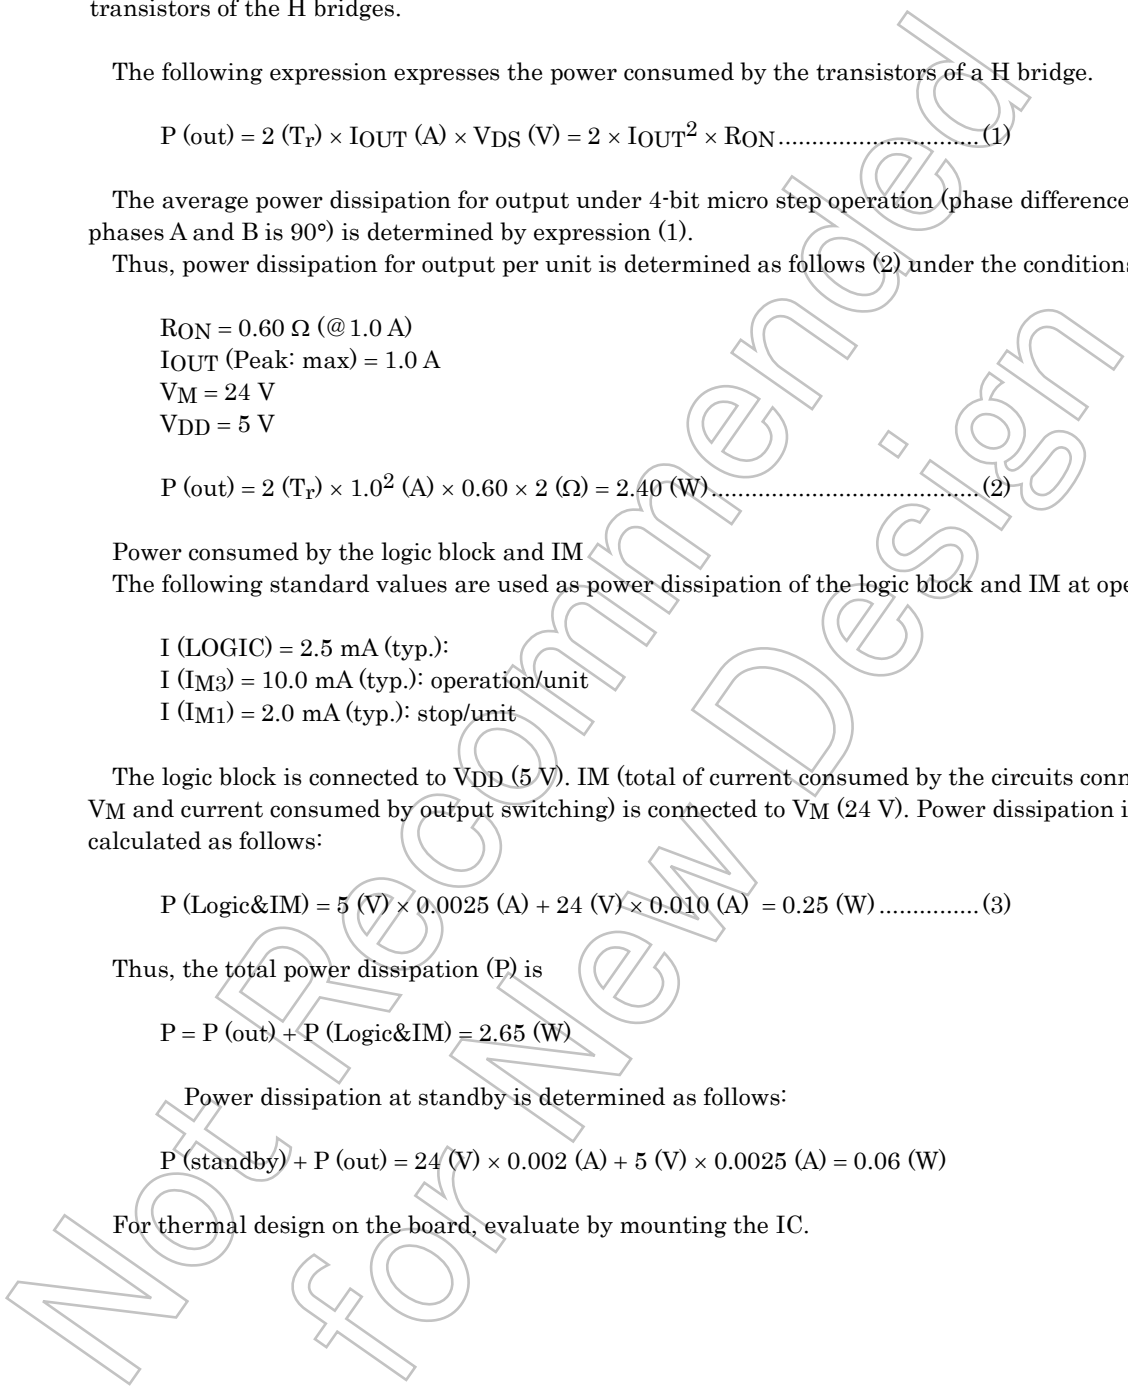 transistors of the H bridges.
The following expression expresses the power consumed by the transistors of a H bridge.
P (out) = 2 (Tr) × IOUT (A) × VDS (V) = 2 × IOUT² × RON..............................(1)
The average power dissipation for output under 4-bit micro step operation (phase difference
phases A and B is 90°) is determined by expression (1).
Thus, power dissipation for output per unit is determined as follows (2) under the condition
RON = 0.60 Ω (@1.0 A)
IOUT (Peak: max) = 1.0 A
VM = 24 V
VDD = 5 V
P (out) = 2 (Tr) × 1.0² (A) × 0.60 × 2 (Ω) = 2.40 (W)........................................(2)
Power consumed by the logic block and IM
The following standard values are used as power dissipation of the logic block and IM at ope
I (LOGIC) = 2.5 mA (typ.):
I (IM3) = 10.0 mA (typ.): operation/unit
I (IM1) = 2.0 mA (typ.): stop/unit
The logic block is connected to VDD (5 V). IM (total of current consumed by the circuits conn
VM and current consumed by output switching) is connected to VM (24 V). Power dissipation i
calculated as follows:
P (Logic&IM) = 5 (V) × 0.0025 (A) + 24 (V) × 0.010 (A) = 0.25 (W)...............(3)
Thus, the total power dissipation (P) is
P = P (out) + P (Logic&IM) = 2.65 (W)
Power dissipation at standby is determined as follows:
P (standby) + P (out) = 24 (V) × 0.002 (A) + 5 (V) × 0.0025 (A) = 0.06 (W)
For thermal design on the board, evaluate by mounting the IC.
Not Recommended
for New Design